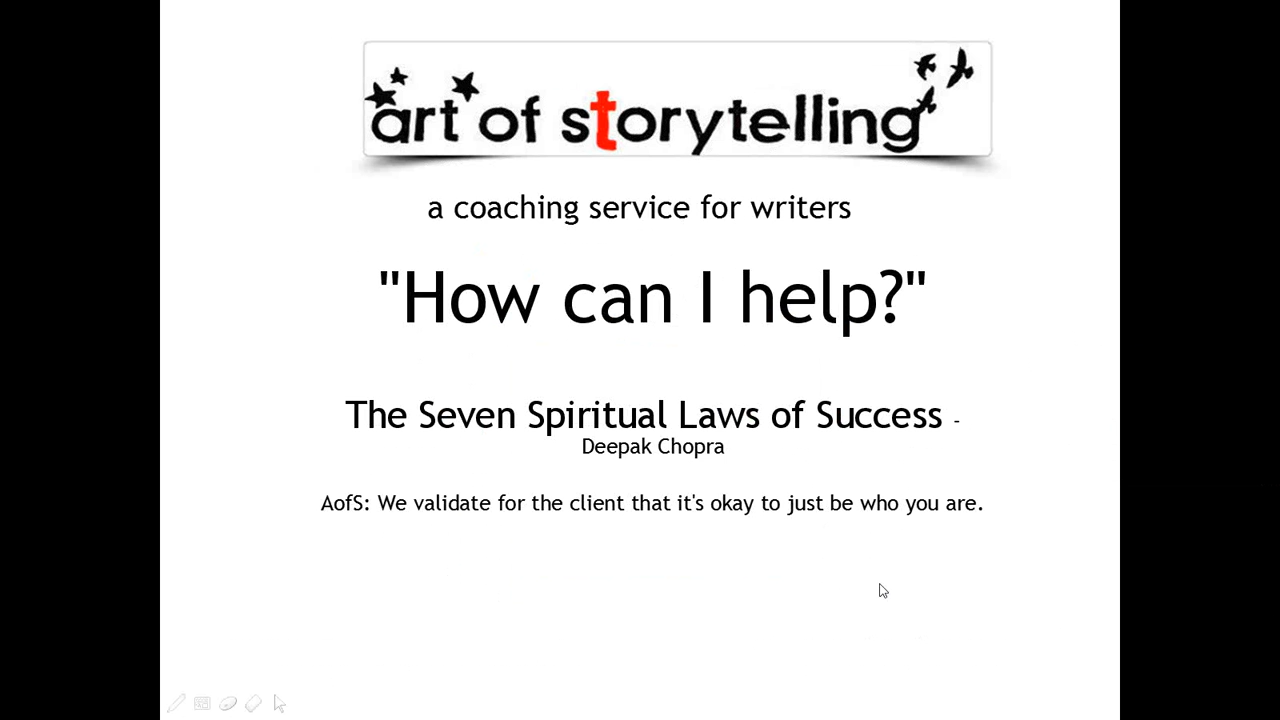 art of storytelling
a coaching service for writers
"How can I help?"
The Seven Spiritual Laws of Success -
Deepak Chopra
AofS: We validate for the client that it's okay to just be who you are.